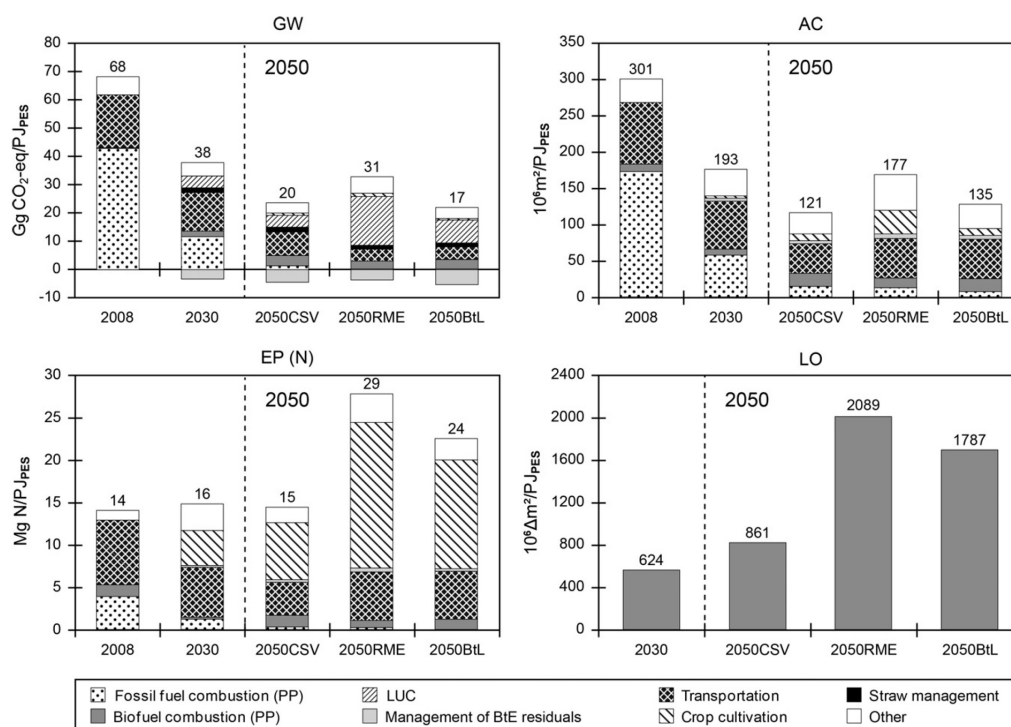 GW
Gg CO₂-eq/PJPES
80
70
60
50
40
30
20
10
0
-10
68
38
2050
20
31
17
2008
2030
2050CSV
2050RME
2050BtL
AC
10⁶m²/PJPES
350
300
250
200
150
100
50
0
301
193
2050
121
177
135
2008
2030
2050CSV
2050RME
2050BtL
EP (N)
Mg N/PJPES
30
25
20
15
10
5
0
14
16
2050
15
29
24
2008
2030
2050CSV
2050RME
2050BtL
LO
10⁶Δm²/PJPES
2400
2000
1600
1200
800
400
0
624
2050
861
2089
1787
2030
2050CSV
2050RME
2050BtL
Fossil fuel combustion (PP)
LUC
Transportation
Straw management
Biofuel combustion (PP)
Management of BtE residuals
Crop cultivation
Other